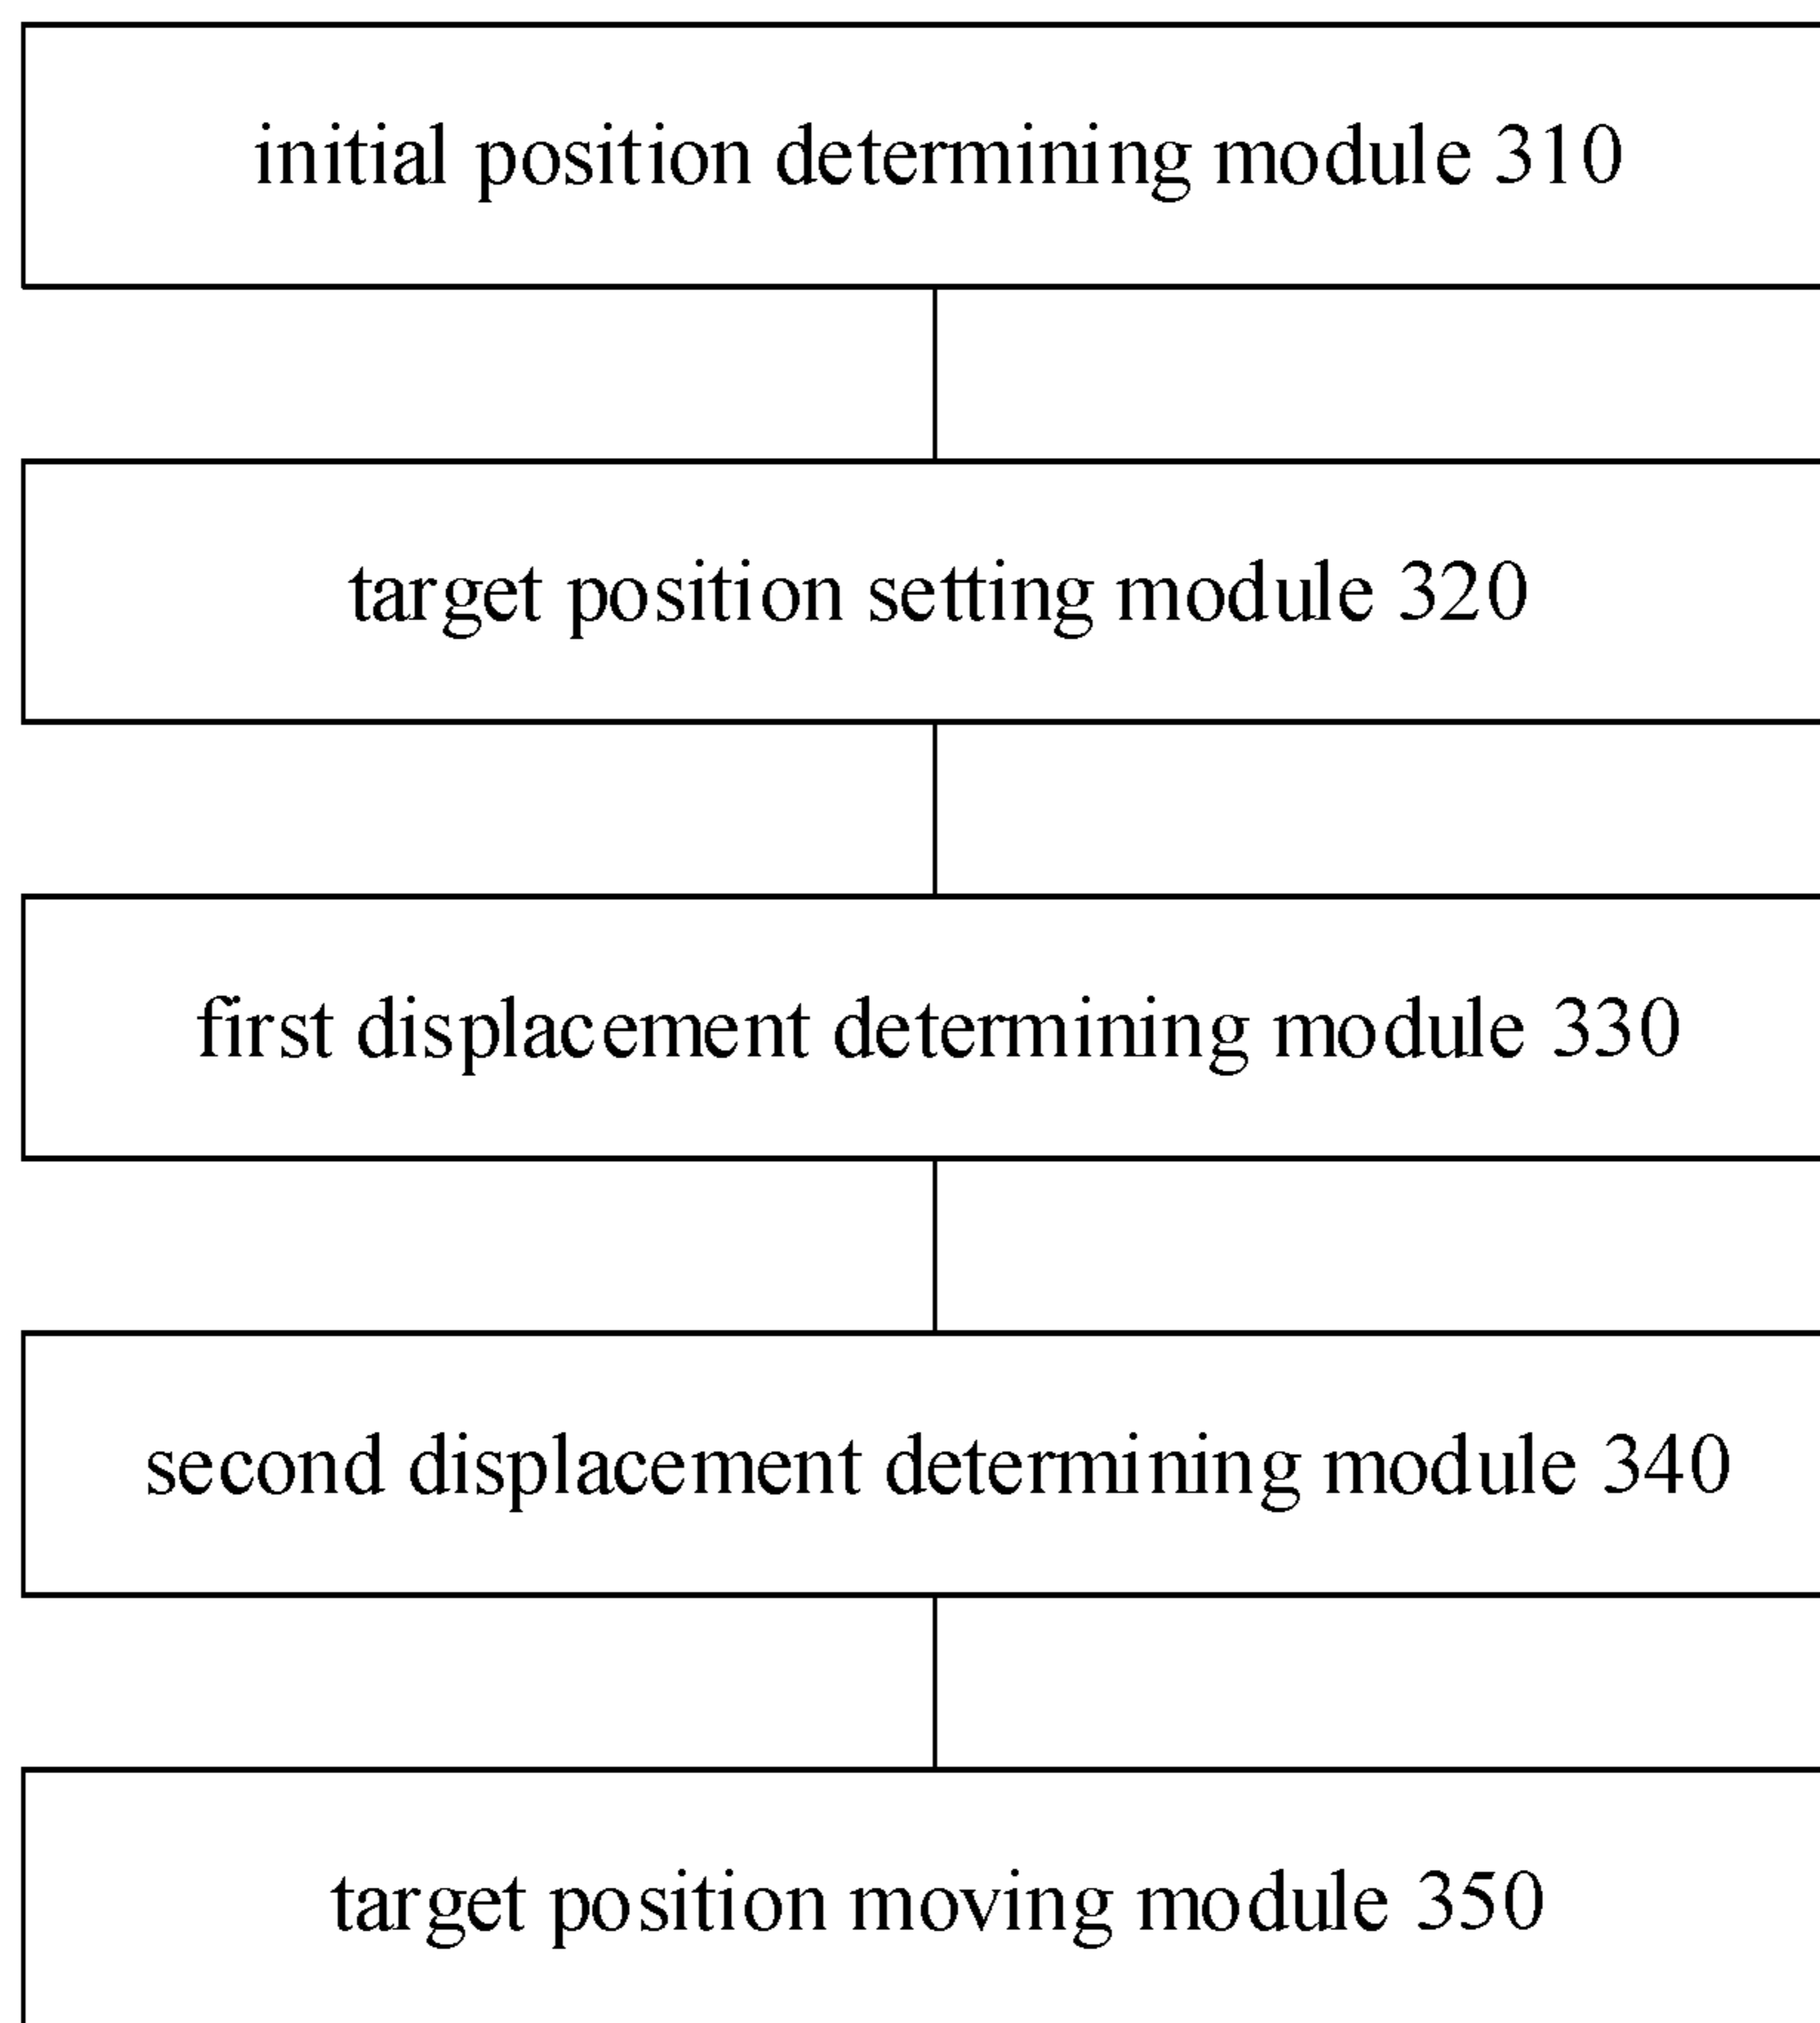 initial position determining module 310
target position setting module 320
first displacement determining module 330
second displacement determining module 340
target position moving module 350